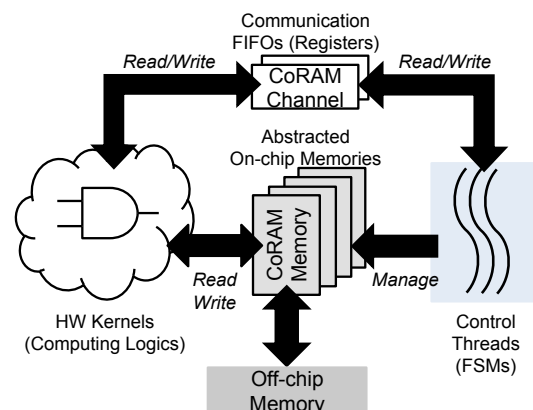 Communication
FIFOs (Registers)
Read/Write
CoRAM
Channel
Read/Write
Abstracted
On-chip Memories
CoRAM
Memory
Read
Write
Manage
HW Kernels
(Computing Logics)
Control
Threads
(FSMs)
Off-chip
Memory